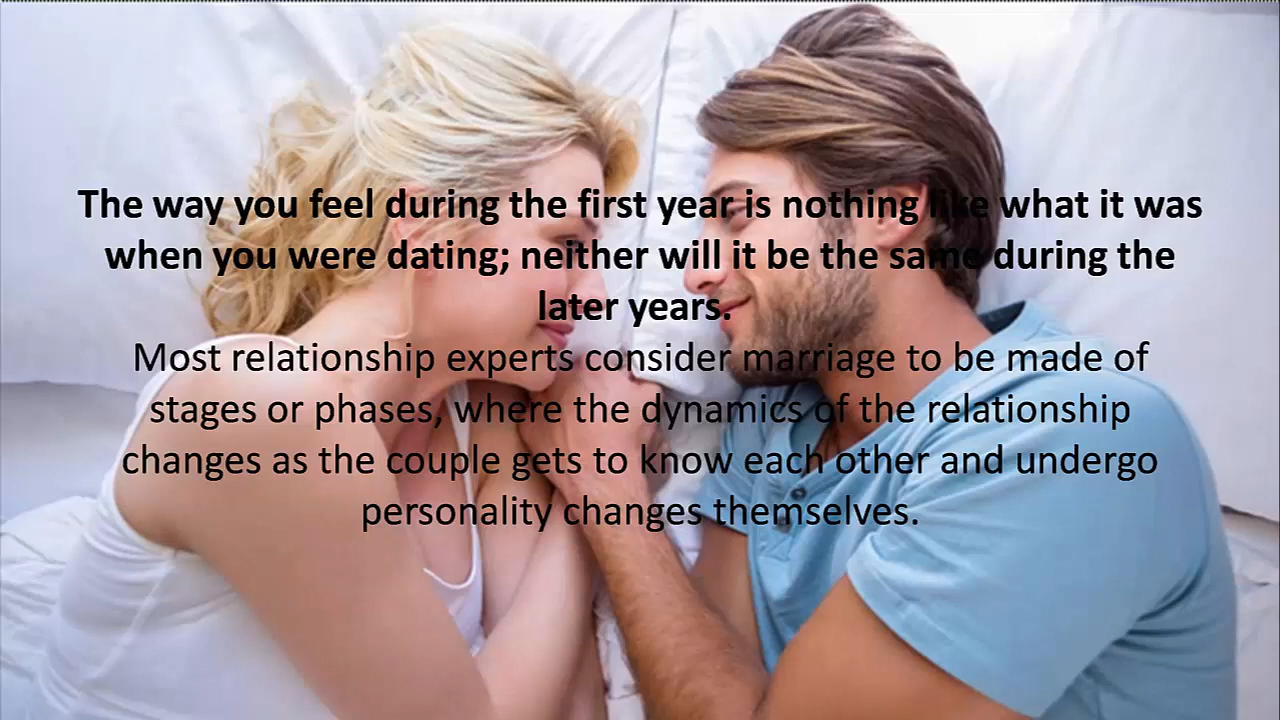 The way you feel during the first year is nothing like what it was
when you were dating; neither will it be the same during the
later years.
Most relationship experts consider marriage to be made of
stages or phases, where the dynamics of the relationship
changes as the couple gets to know each other and undergo
personality changes themselves.